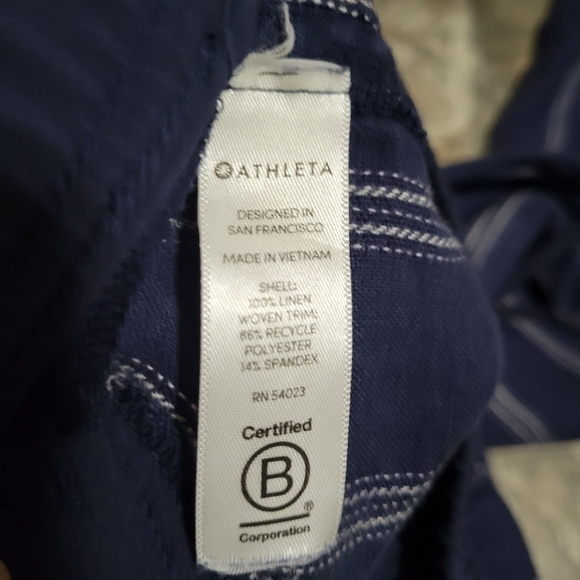 ATHLETA
DESIGNED IN
SAN FRANCISCO
MADE IN VIETNAM
SHELL:
100% LINEN
WOVEN TRIM:
86% RECYCLE
POLYESTER
14% SPANDEX
RN 54023
Certified
B
®
Corporation